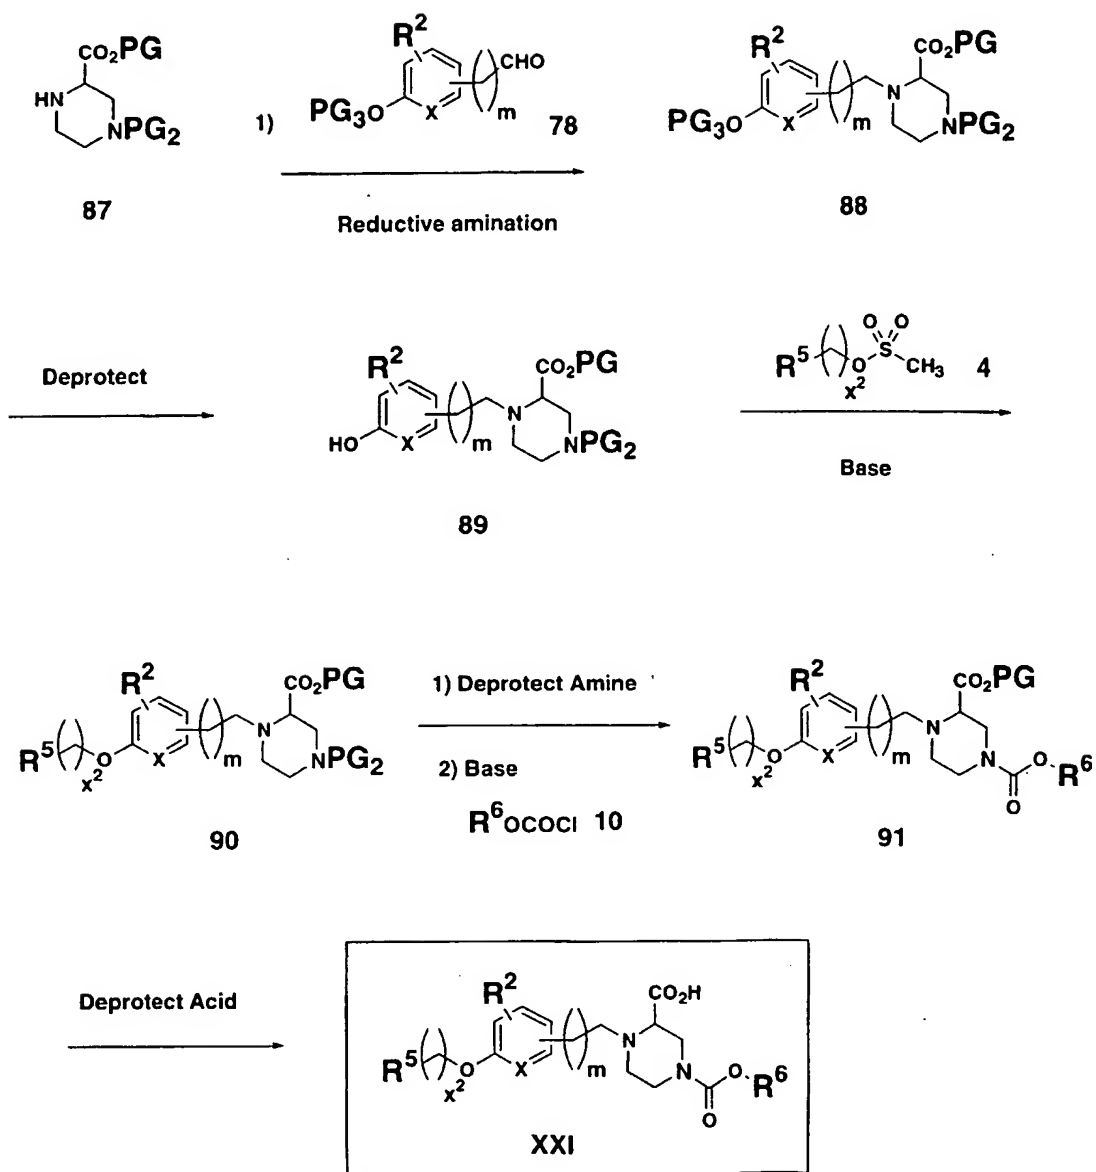 CO₂PG
HN
NPG₂
87
1)
R²
CHO
PG₃O
X
m
78
Reductive amination
R²
CO₂PG
N
PG₃O
X
m
NPG₂
88
Deprotect
R²
CO₂PG
N
HO
X
m
NPG₂
89
O O
S
R⁵
O
CH₃
x²
4
Base
R²
CO₂PG
N
R⁵
x²
O
X
m
NPG₂
90
1) Deprotect Amine
2) Base
R⁶OCOCl 10
R²
CO₂PG
N
R⁵
x²
O
X
m
N
O
R⁶
O
91
Deprotect Acid
R²
CO₂H
N
R⁵
x²
O
X
m
N
O
R⁶
O
XXI